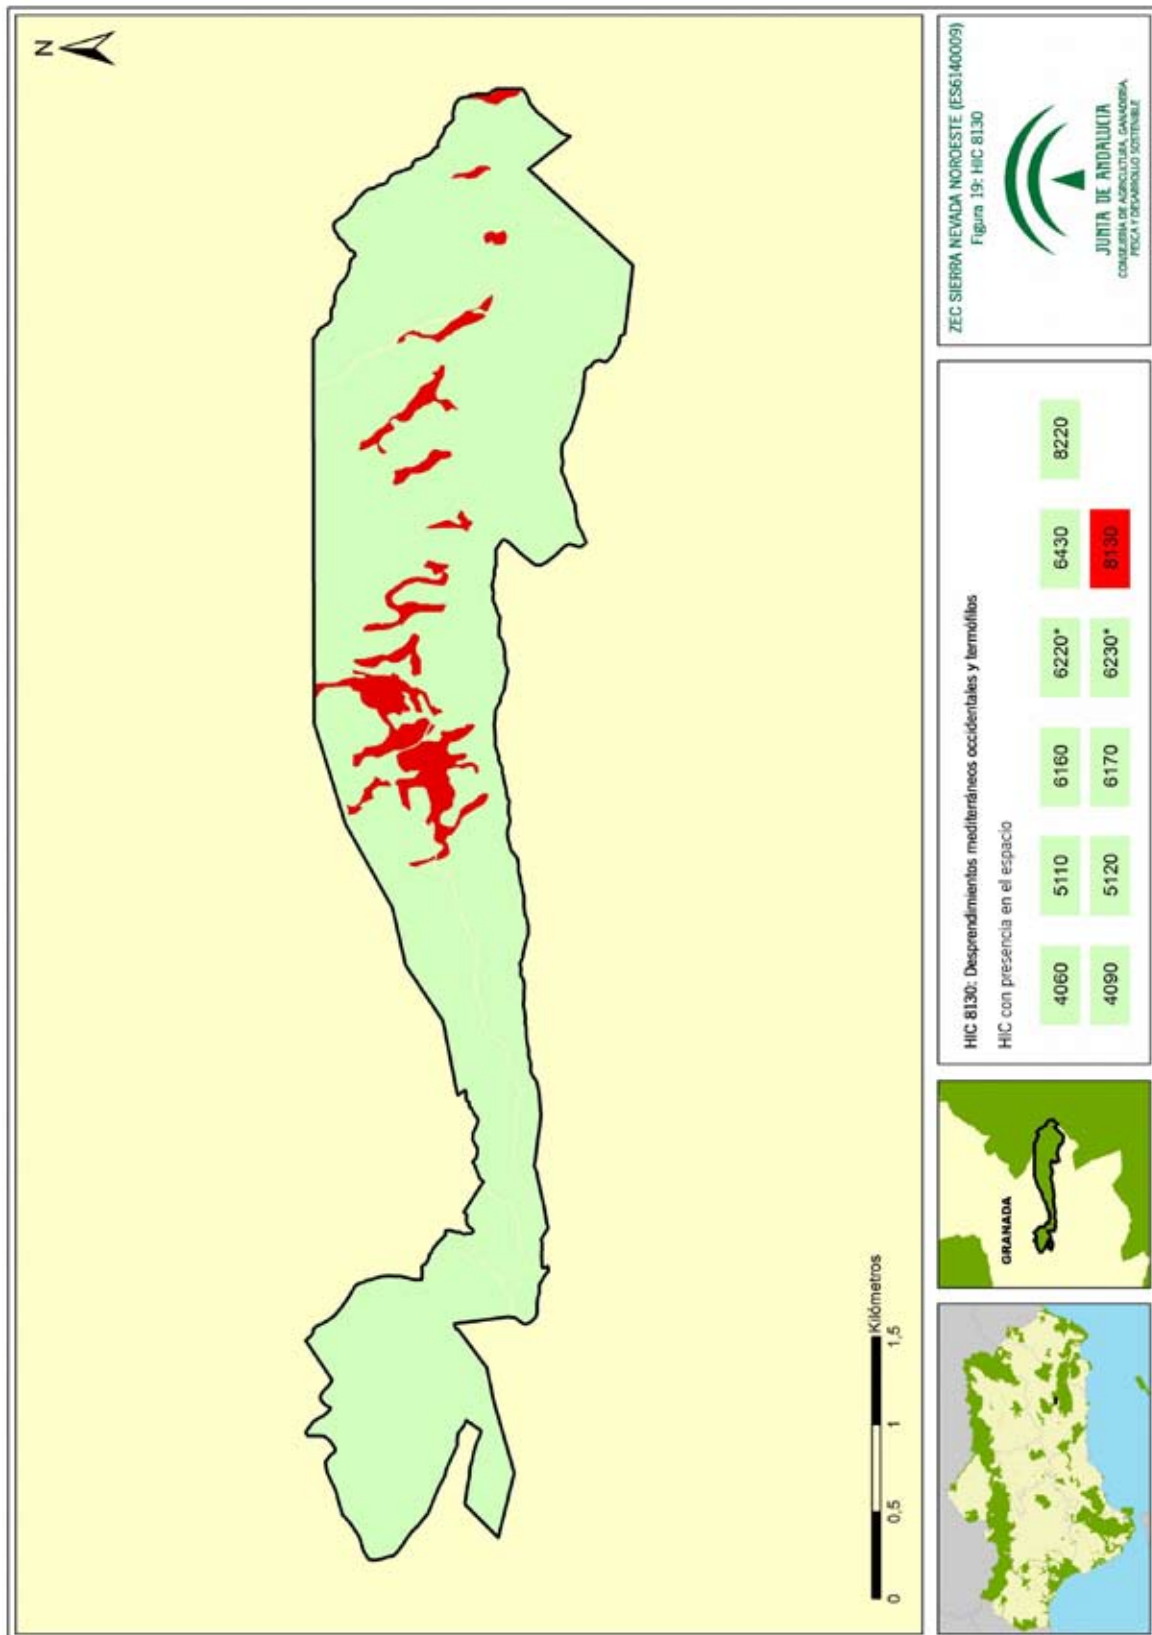 N
Kilómetros
0 0,5 1 1,5
GRANADA
HIC 8130: Desprendimientos mediterráneos occidentales y termófilos
HIC con presencia en el espacio
4060 5110 6160 6220* 6430 8220
4090 5120 6170 6230* 8130
ZEC SIERRA NEVADA NOROESTE (ES6140009)
Figura 19: HIC 8130
JUNTA DE ANDALUCIA
CONSEJERÍA DE AGRICULTURA, GANADERÍA,
PESCA Y DESARROLLO SOSTENIBLE